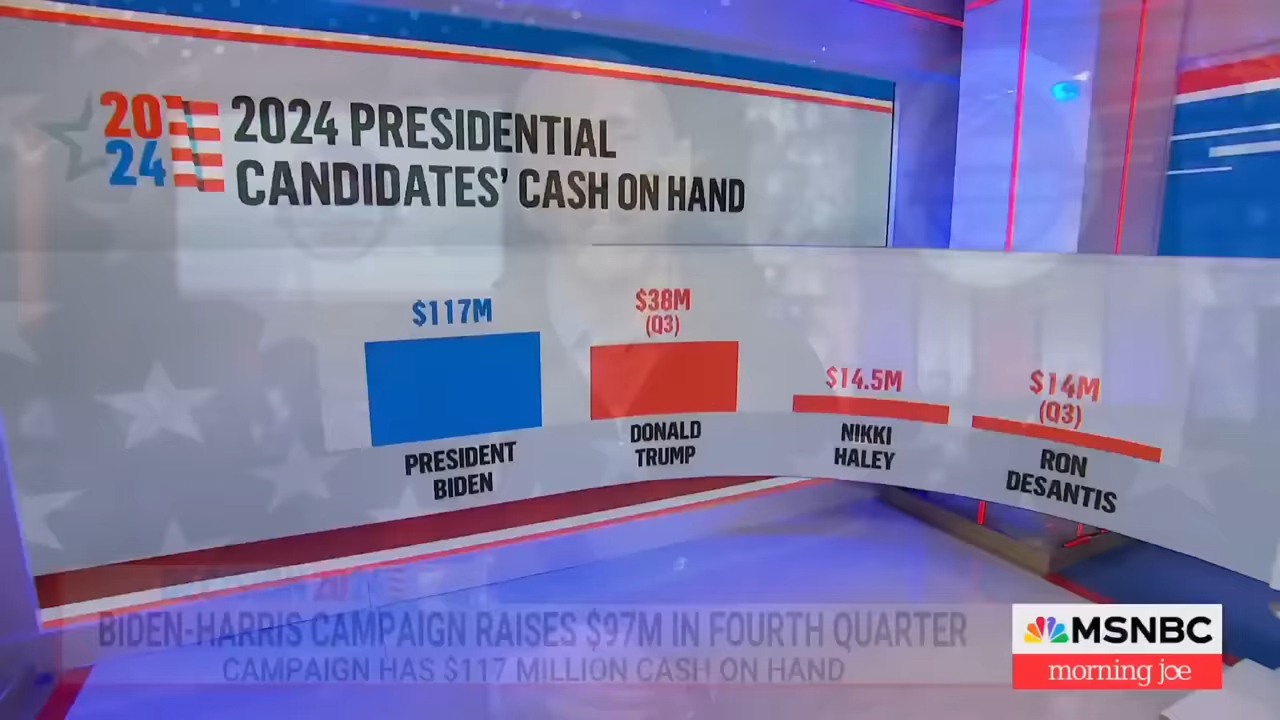 20
24
2024 PRESIDENTIAL
CANDIDATES' CASH ON HAND
$117M
$38M
(Q3)
$14.5M
$14M
(Q3)
PRESIDENT
BIDEN
DONALD
TRUMP
NIKKI
HALEY
RON
DESANTIS
BIDEN-HARRIS CAMPAIGN RAISES $97M IN FOURTH QUARTER
CAMPAIGN HAS $117 MILLION CASH ON HAND
MSNBC
morning joe